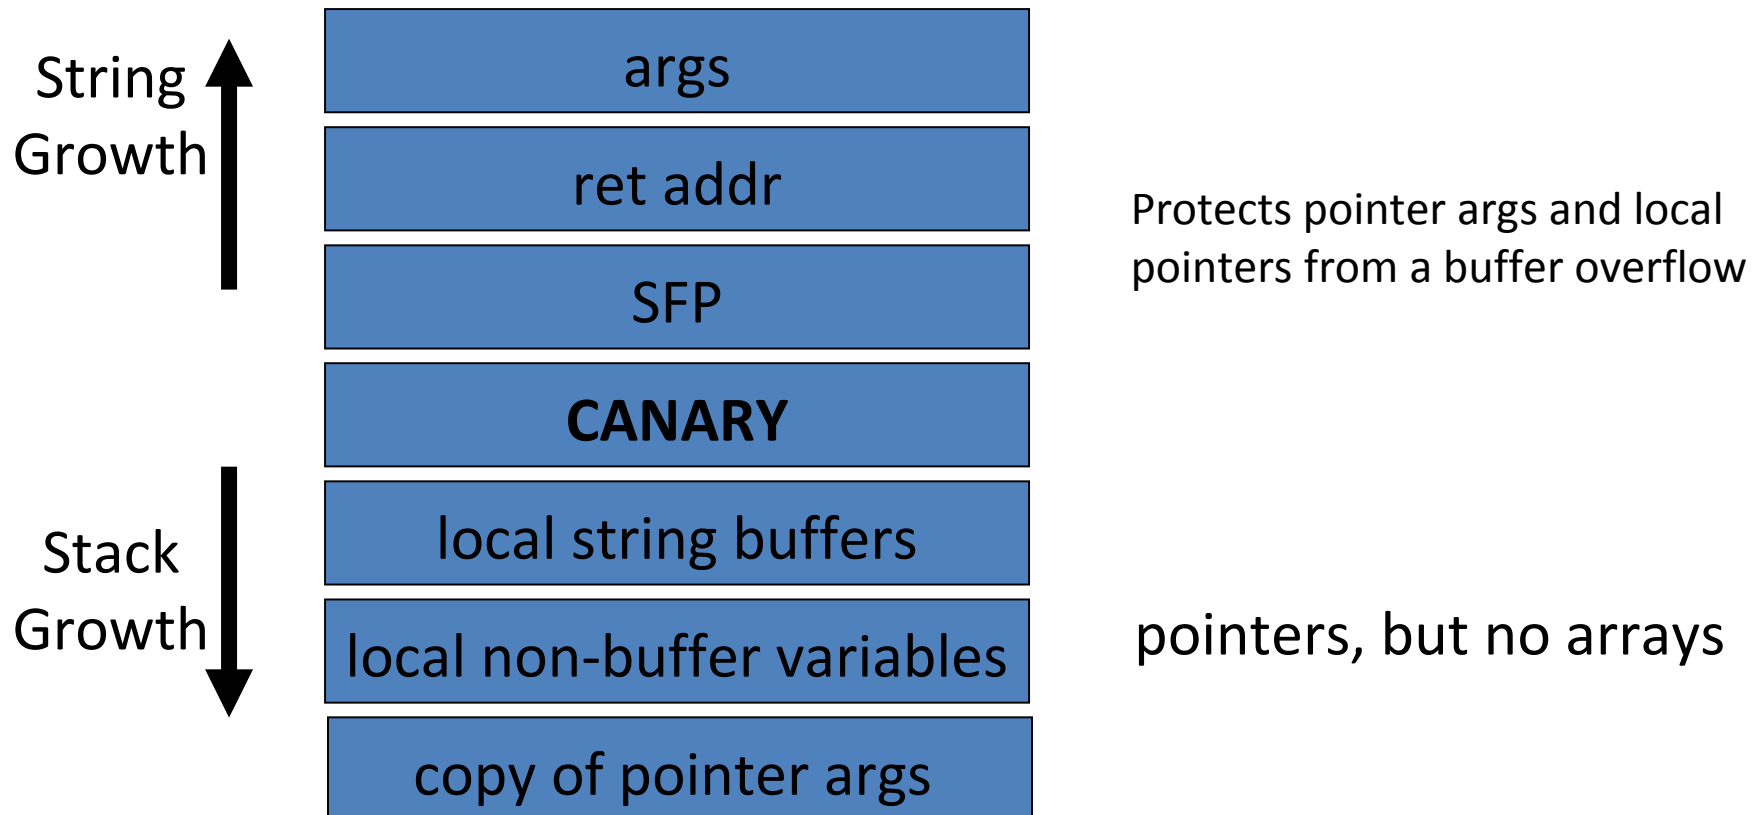 String
Growth
args
ret addr
SFP
Protects pointer args and local
pointers from a buffer overflow
CANARY
Stack
Growth
local string buffers
local non-buffer variables
pointers, but no arrays
copy of pointer args